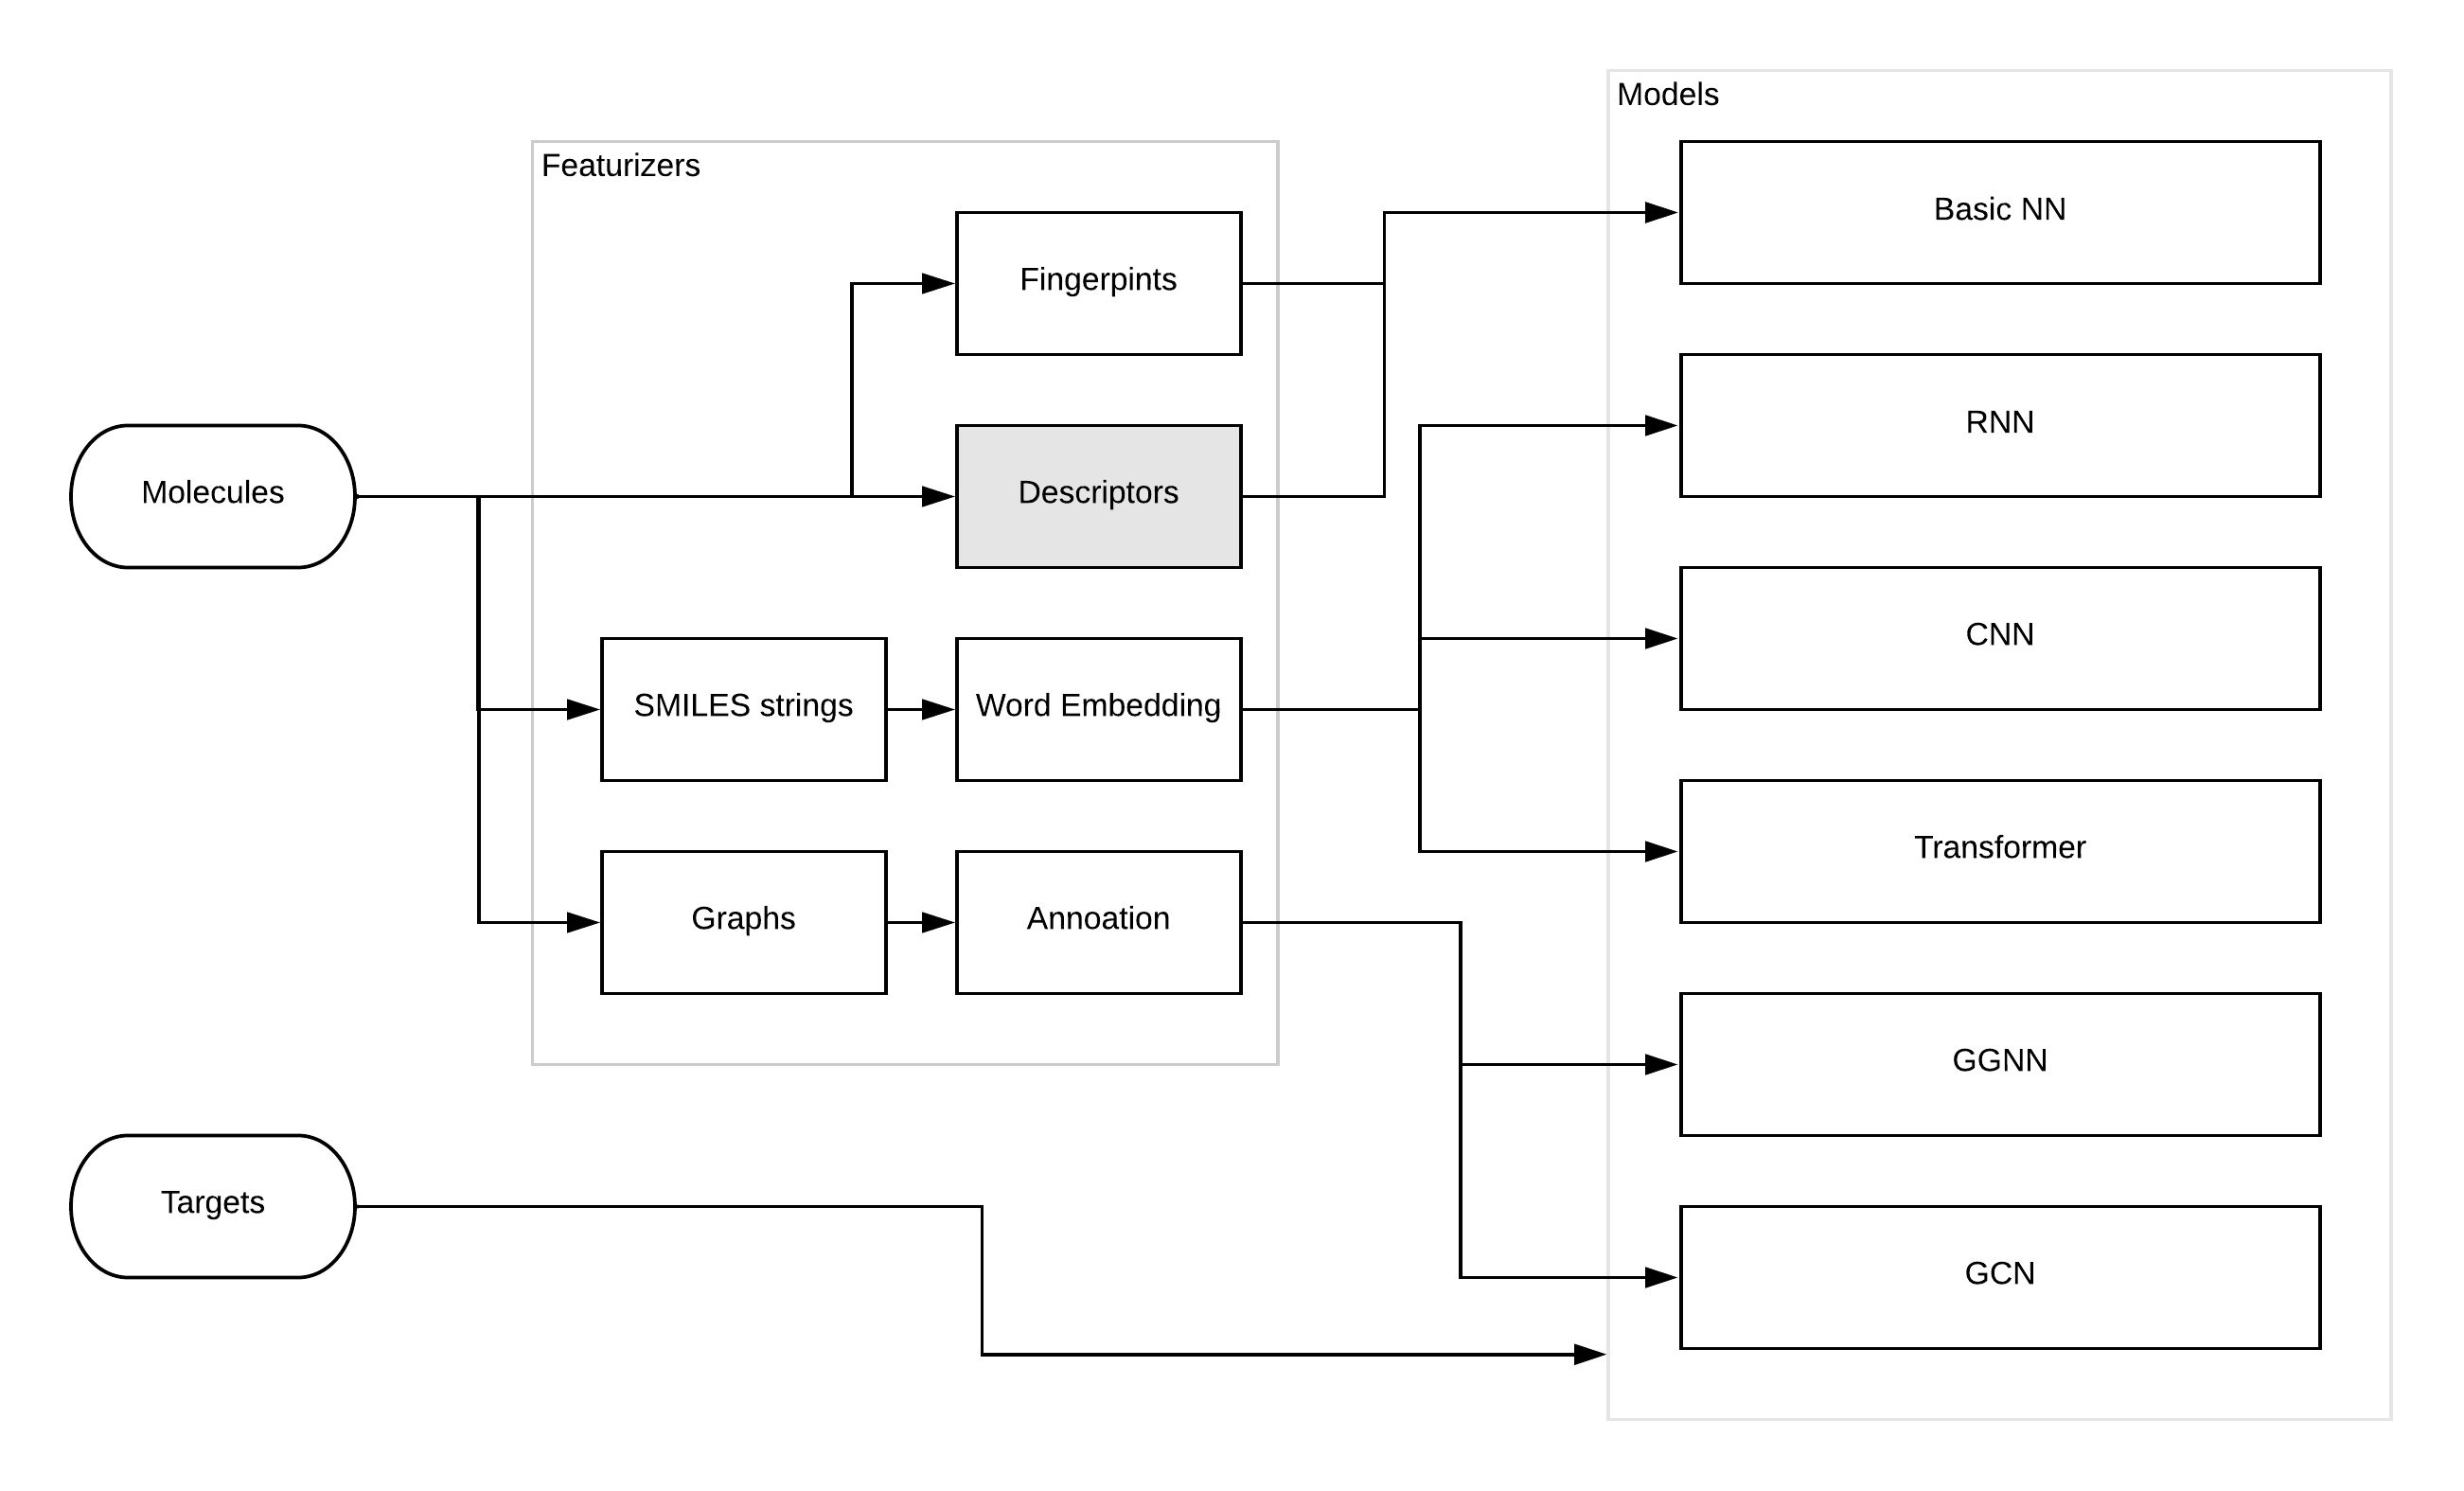 Models
Featurizers
Basic NN
Fingerpints
RNN
Molecules
Descriptors
CNN
SMILES strings
Word Embedding
Transformer
Graphs
Annoation
GGNN
Targets
GCN